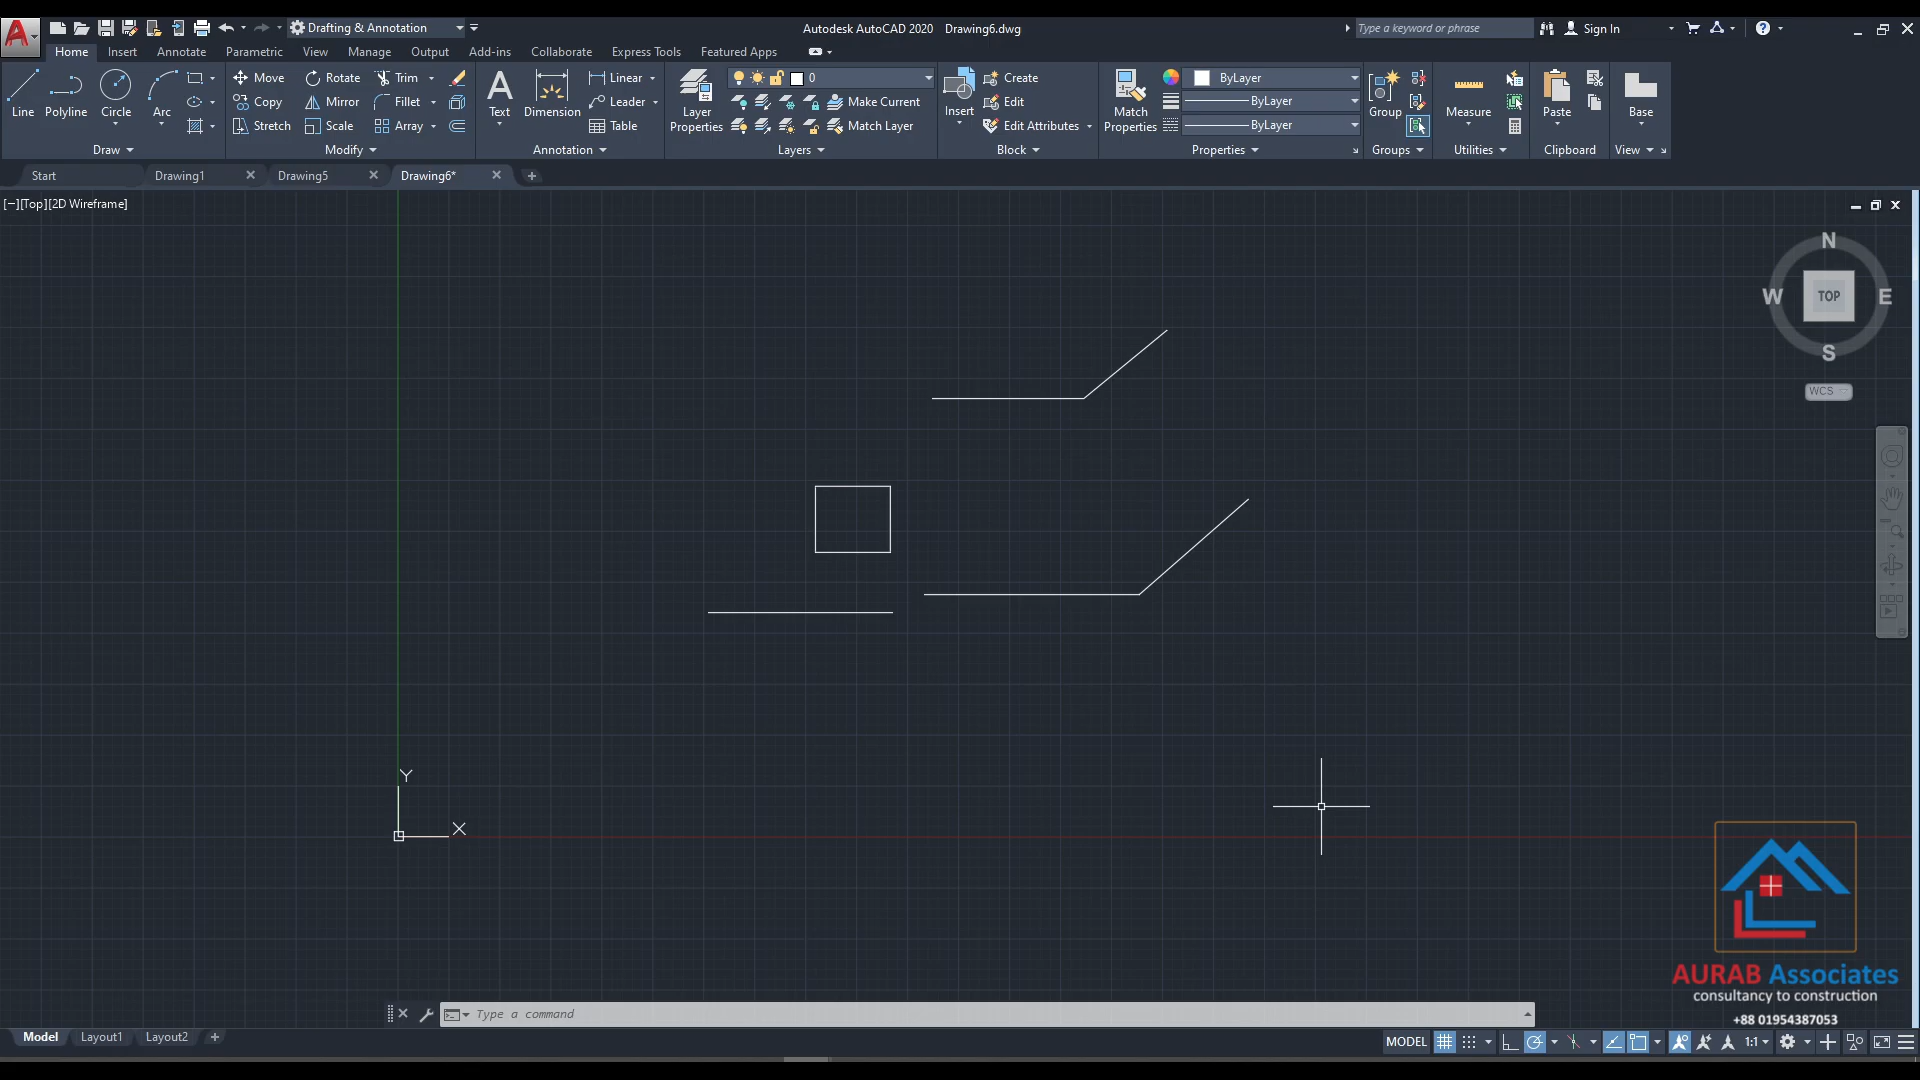 Drafting & Annotation
Autodesk AutoCAD 2020 Drawing6.dwg
Type a keyword or phrase
Sign In
Home Insert Annotate Parametric View Manage Output Add-ins Collaborate Express Tools Featured Apps
Line Polyline Circle Arc
Move Rotate Trim
Copy Mirror Fillet
Stretch Scale Array
Text Dimension
Linear
Leader
Table
Layer Properties
0
Make Current
Match Layer
Insert
Create
Edit
Edit Attributes
Match Properties
ByLayer
ByLayer
ByLayer
Group
Measure
Paste
Base
Draw Modify Annotation Layers Block Properties Groups Utilities Clipboard View
Start Drawing1 Drawing5 Drawing6*
[−][Top][2D Wireframe]
N
W TOP E
S
WCS
Y
X
AURAB Associates
consultancy to construction
+88 01954387053
Type a command
Model Layout1 Layout2
MODEL 1:1